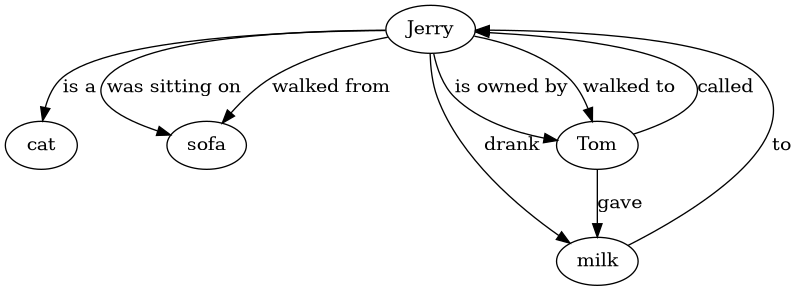 Jerry
is a
was sitting on
walked from
is owned by
walked to
called
cat
sofa
drank
Tom
to
gave
milk